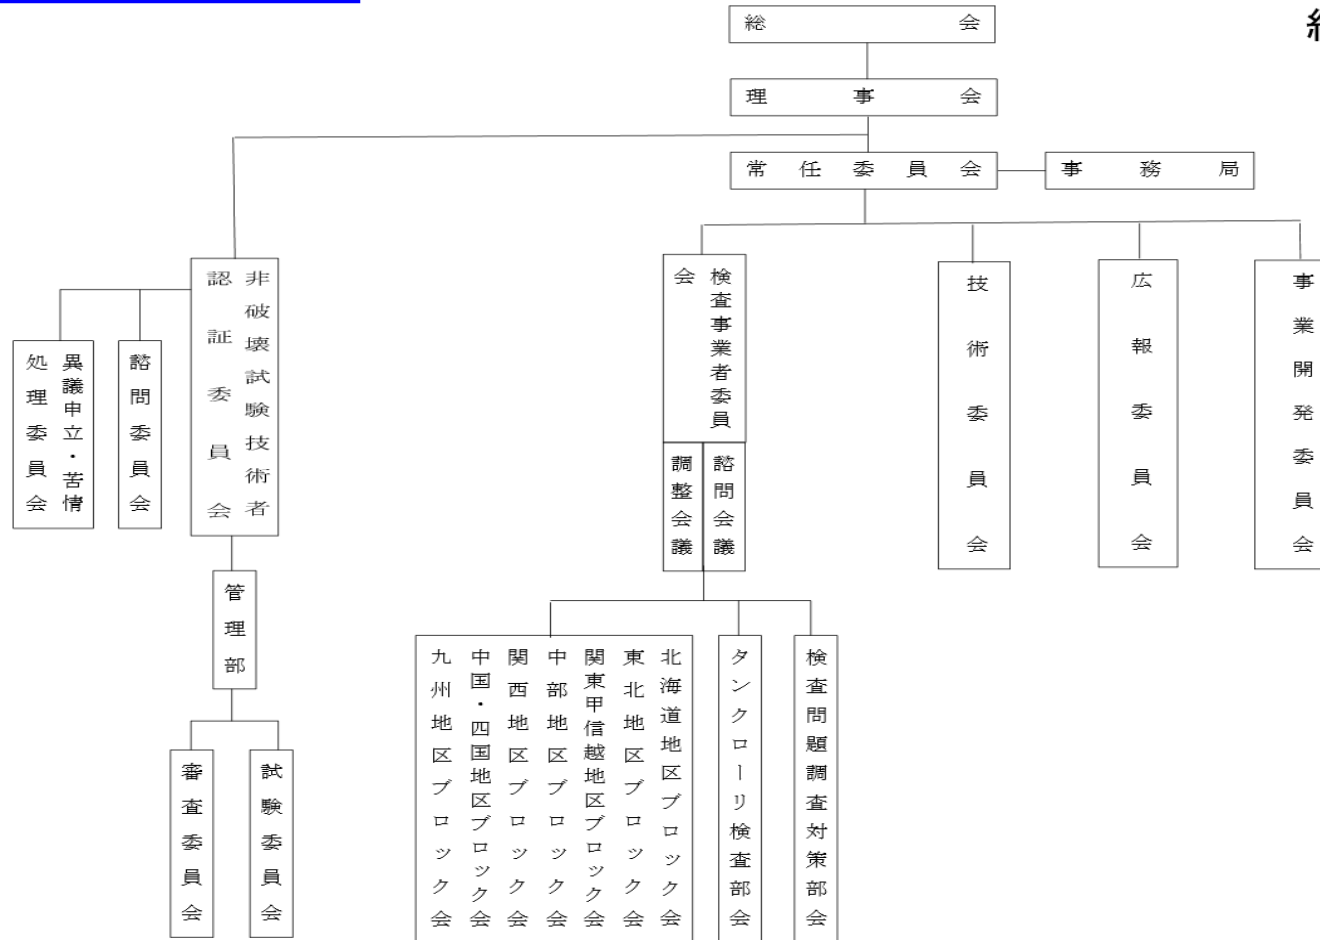 総会
理事会
常任委員会
事務局
非破壊試験技術者
認証委員会
異議申立・苦情
処理委員会
諮問委員会
管理部
審査委員会
試験委員会
検査事業者委員
会
諮問会議
調整会議
技術委員会
広報委員会
事業開発委員会
北海道地区ブロック会
東北地区ブロック会
関東甲信越地区ブロック会
中部地区ブロック会
関西地区ブロック会
中国・四国地区ブロック会
九州地区ブロック会
タンクローリ検査部会
検査問題調査対策部会